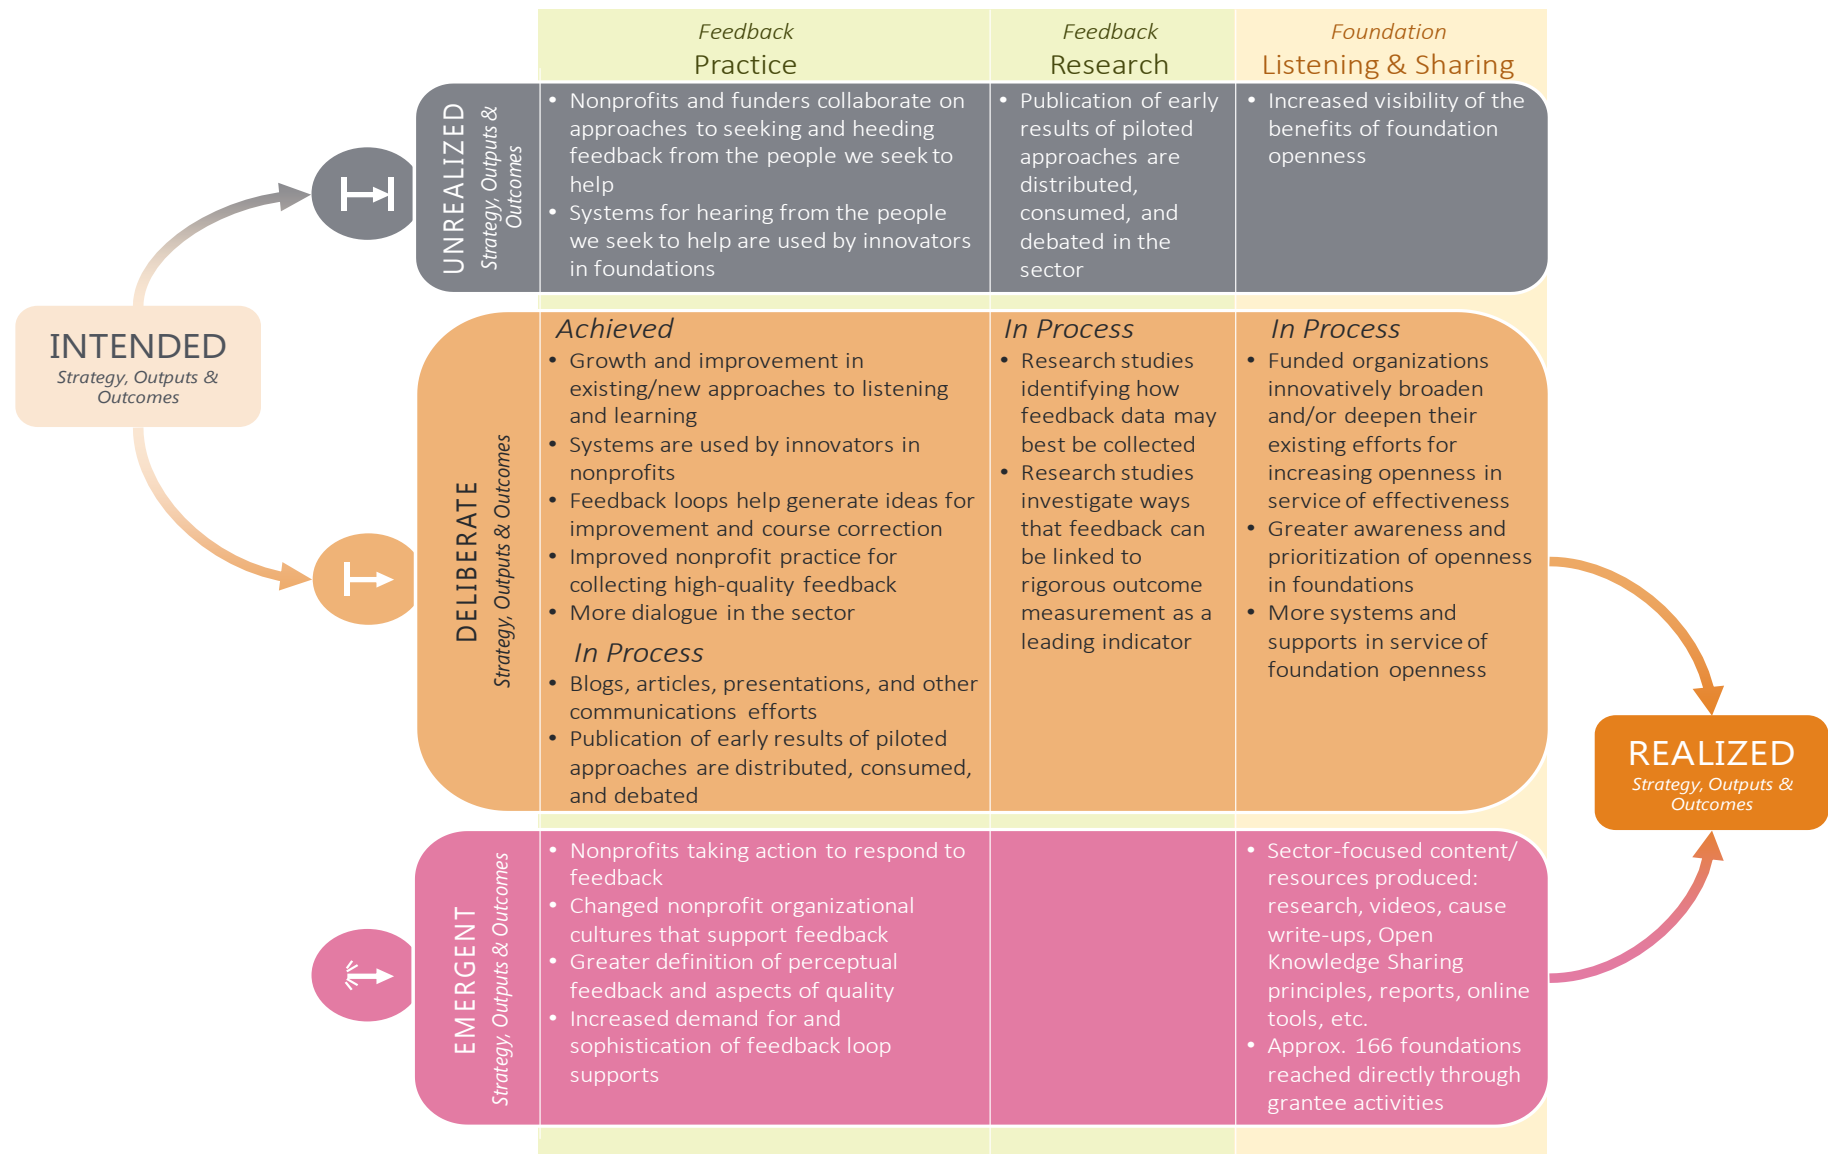 Feedback
Practice
Feedback
Research
Foundation
Listening & Sharing
INTENDED
Strategy, Outputs &
Outcomes
UNREALIZED
Strategy, Outputs &
Outcomes
• Nonprofits and funders collaborate on
approaches to seeking and heeding
feedback from the people we seek to
help
• Systems for hearing from the people
we seek to help are used by innovators
in foundations
• Publication of early
results of piloted
approaches are
distributed,
consumed, and
debated in the
sector
• Increased visibility of the
benefits of foundation
openness
DELIBERATE
Strategy, Outputs & Outcomes
Achieved
• Growth and improvement in
existing/new approaches to listening
and learning
• Systems are used by innovators in
nonprofits
• Feedback loops help generate ideas for
improvement and course correction
• Improved nonprofit practice for
collecting high-quality feedback
• More dialogue in the sector
In Process
• Blogs, articles, presentations, and other
communications efforts
• Publication of early results of piloted
approaches are distributed, consumed,
and debated
In Process
• Research studies
identifying how
feedback data may
best be collected
• Research studies
investigate ways
that feedback can
be linked to
rigorous outcome
measurement as a
leading indicator
In Process
• Funded organizations
innovatively broaden
and/or deepen their
existing efforts for
increasing openness in
service of effectiveness
• Greater awareness and
prioritization of openness
in foundations
• More systems and
supports in service of
foundation openness
EMERGENT
Strategy, Outputs & Outcomes
• Nonprofits taking action to respond to
feedback
• Changed nonprofit organizational
cultures that support feedback
• Greater definition of perceptual
feedback and aspects of quality
• Increased demand for and
sophistication of feedback loop
supports
• Sector-focused content/
resources produced:
research, videos, cause
write-ups, Open
Knowledge Sharing
principles, reports, online
tools, etc.
• Approx. 166 foundations
reached directly through
grantee activities
REALIZED
Strategy, Outputs &
Outcomes